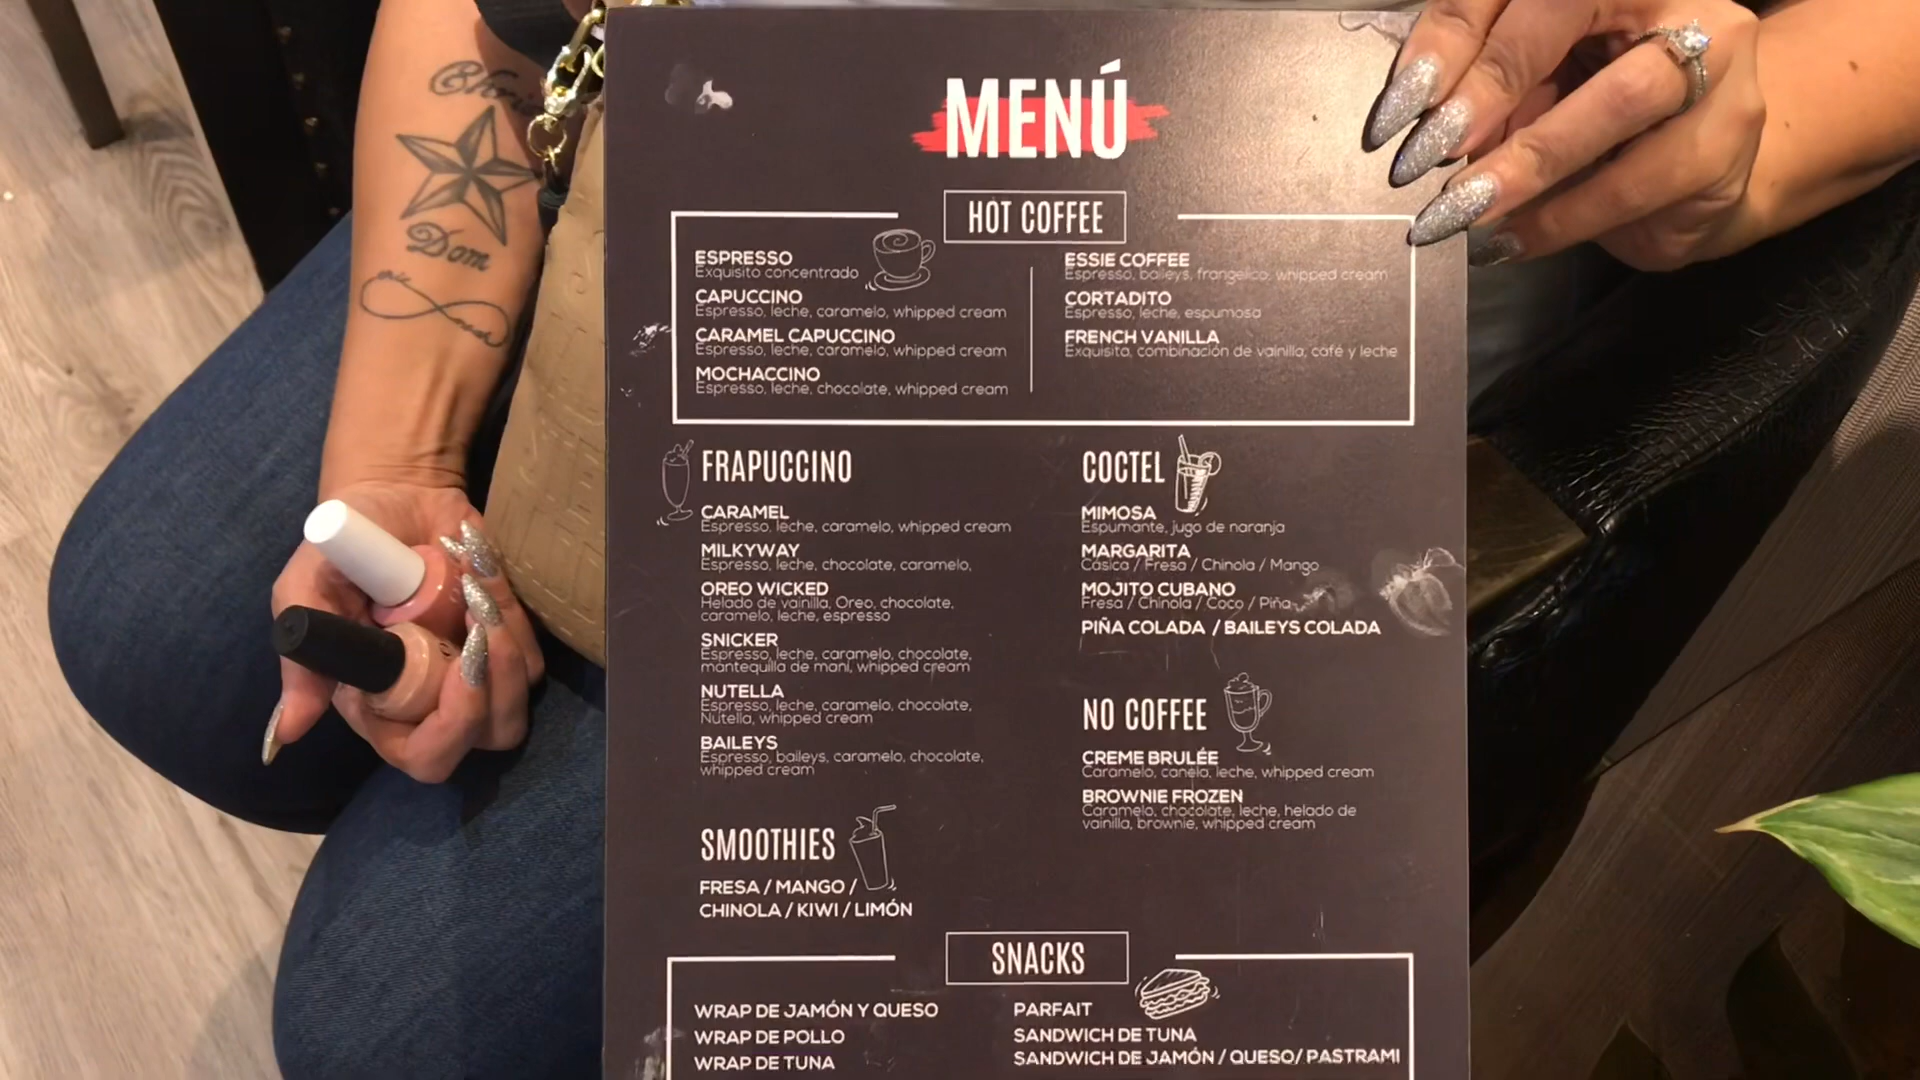 MENÚ
HOT COFFEE
ESPRESSO
Exquisito concentrado
CAPUCCINO
Espresso, leche, caramelo, whipped cream
CARAMEL CAPUCCINO
Espresso, leche, caramelo, whipped cream
MOCHACCINO
Espresso, leche, chocolate, whipped cream
ESSIE COFFEE
Espresso, baileys, frangelico, whipped cream
CORTADITO
Espresso, leche, espumosa
FRENCH VANILLA
Exquisita, combinación de vainilla, café y leche
FRAPUCCINO
CARAMEL
Espresso, leche, caramelo, whipped cream
MILKYWAY
Espresso, leche, chocolate, caramelo,
OREO WICKED
Helado de vainilla, Oreo, chocolate,
caramelo, leche, espresso
SNICKER
Espresso, leche, caramelo, chocolate,
mantequilla de maní, whipped cream
NUTELLA
Espresso, leche, caramelo, chocolate,
Nutella, whipped cream
BAILEYS
Espresso, baileys, caramelo, chocolate,
whipped cream
SMOOTHIES
FRESA / MANGO /
CHINOLA / KIWI / LIMÓN
COCTEL
MIMOSA
Espumante, jugo de naranja
MARGARITA
Casica / Fresa / Chinola / Mango
MOJITO CUBANO
Fresa / Chinola / Coco / Piña
PIÑA COLADA / BAILEYS COLADA
NO COFFEE
CREME BRULÉE
Caramelo, canela, leche, whipped cream
BROWNIE FROZEN
Caramelo, chocolate, leche, helado de
vainilla, brownie, whipped cream
SNACKS
WRAP DE JAMÓN Y QUESO
WRAP DE POLLO
WRAP DE TUNA
PARFAIT
SANDWICH DE TUNA
SANDWICH DE JAMÓN / QUESO/ PASTRAMI
Dom